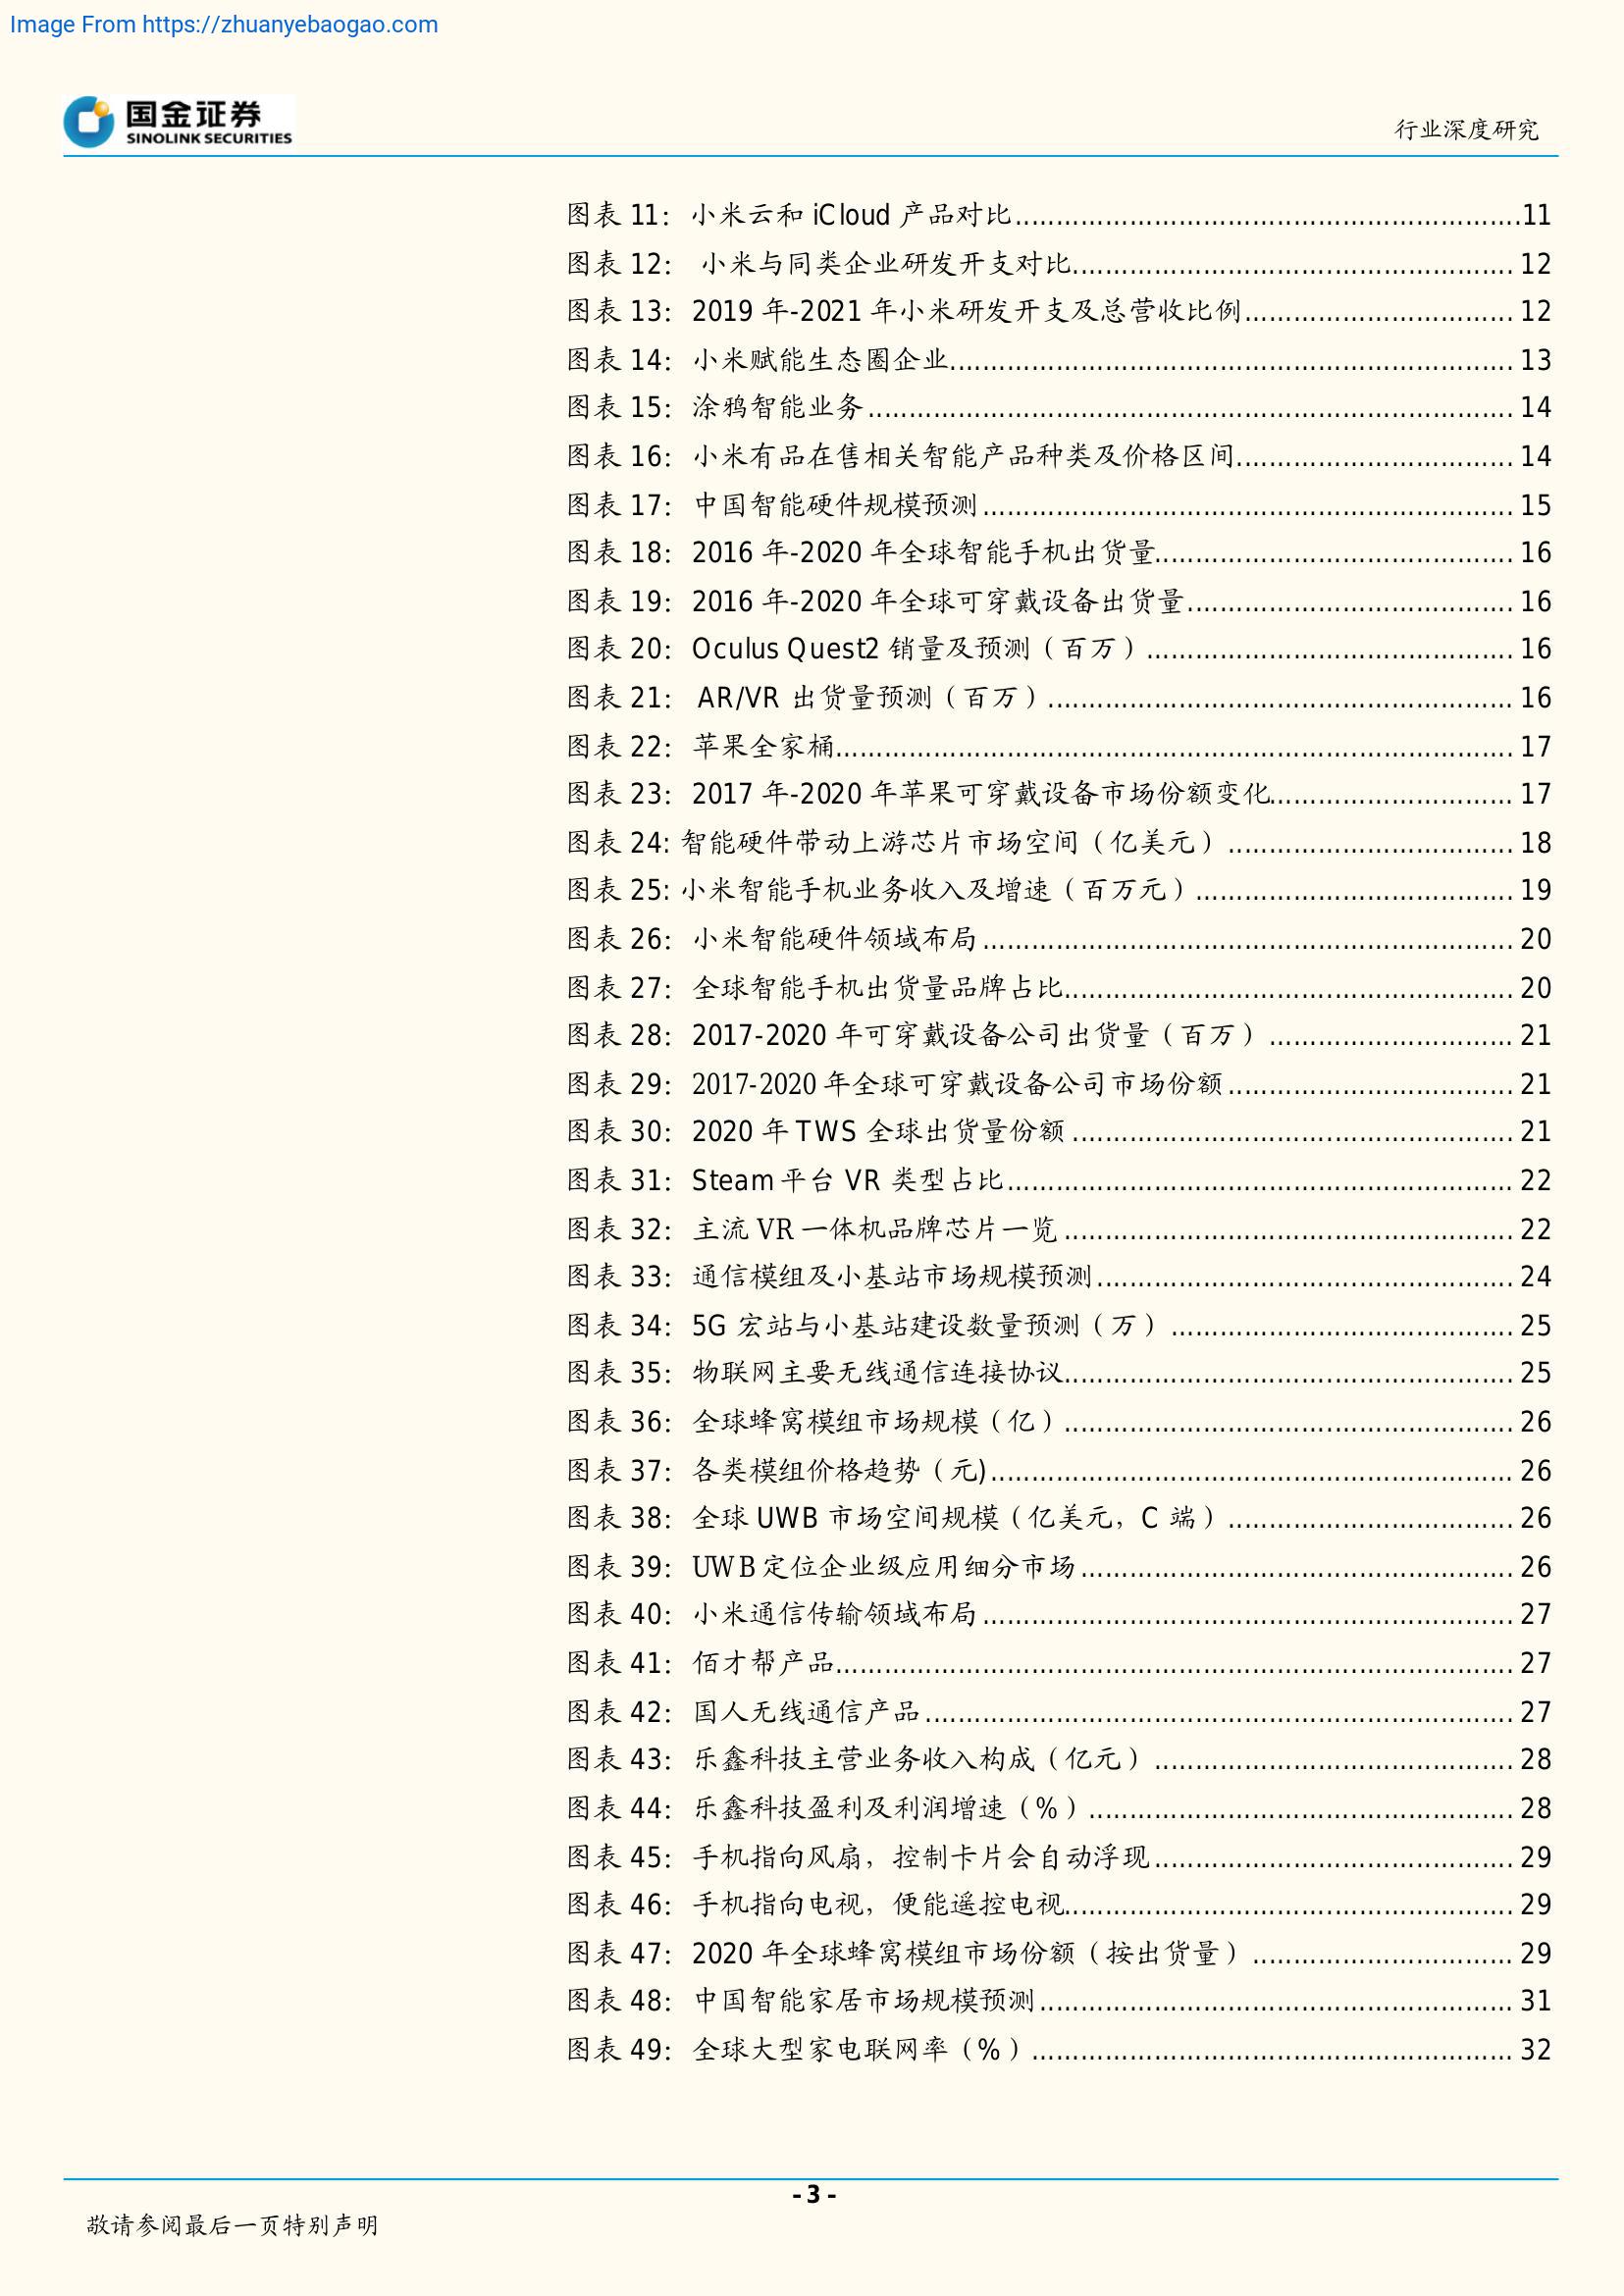 Image From https://zhuanyebaogao.com
国金证券
SINOLINK SECURITIES
行业深度研究
图表 11：小米云和 iCloud 产品对比...............................................................11
图表 12： 小米与同类企业研发开支对比...................................................... 12
图表 13：2019 年-2021 年小米研发开支及总营收比例................................. 12
图表 14：小米赋能生态圈企业..................................................................... 13
图表 15：涂鸦智能业务............................................................................... 14
图表 16：小米有品在售相关智能产品种类及价格区间.................................. 14
图表 17：中国智能硬件规模预测................................................................. 15
图表 18：2016 年-2020 年全球智能手机出货量............................................ 16
图表 19：2016 年-2020 年全球可穿戴设备出货量........................................ 16
图表 20：Oculus Quest2 销量及预测（百万）............................................. 16
图表 21： AR/VR 出货量预测（百万）......................................................... 16
图表 22：苹果全家桶................................................................................... 17
图表 23：2017 年-2020 年苹果可穿戴设备市场份额变化.............................. 17
图表 24: 智能硬件带动上游芯片市场空间（亿美元）................................... 18
图表 25: 小米智能手机业务收入及增速（百万元）....................................... 19
图表 26：小米智能硬件领域布局................................................................. 20
图表 27：全球智能手机出货量品牌占比....................................................... 20
图表 28：2017-2020 年可穿戴设备公司出货量（百万）.............................. 21
图表 29：2017-2020 年全球可穿戴设备公司市场份额................................... 21
图表 30：2020 年 TWS 全球出货量份额...................................................... 21
图表 31：Steam 平台 VR 类型占比.............................................................. 22
图表 32：主流 VR 一体机品牌芯片一览....................................................... 22
图表 33：通信模组及小基站市场规模预测................................................... 24
图表 34：5G 宏站与小基站建设数量预测（万）.......................................... 25
图表 35：物联网主要无线通信连接协议....................................................... 25
图表 36：全球蜂窝模组市场规模（亿）....................................................... 26
图表 37：各类模组价格趋势（元)................................................................ 26
图表 38：全球 UWB 市场空间规模（亿美元，C 端）................................... 26
图表 39：UWB 定位企业级应用细分市场..................................................... 26
图表 40：小米通信传输领域布局................................................................. 27
图表 41：佰才帮产品................................................................................... 27
图表 42：国人无线通信产品........................................................................ 27
图表 43：乐鑫科技主营业务收入构成（亿元）............................................ 28
图表 44：乐鑫科技盈利及利润增速（%）.................................................... 28
图表 45：手机指向风扇，控制卡片会自动浮现............................................ 29
图表 46：手机指向电视，便能遥控电视....................................................... 29
图表 47：2020 年全球蜂窝模组市场份额（按出货量）................................ 29
图表 48：中国智能家居市场规模预测.......................................................... 31
图表 49：全球大型家电联网率（%）........................................................... 32
- 3 -
敬请参阅最后一页特别声明